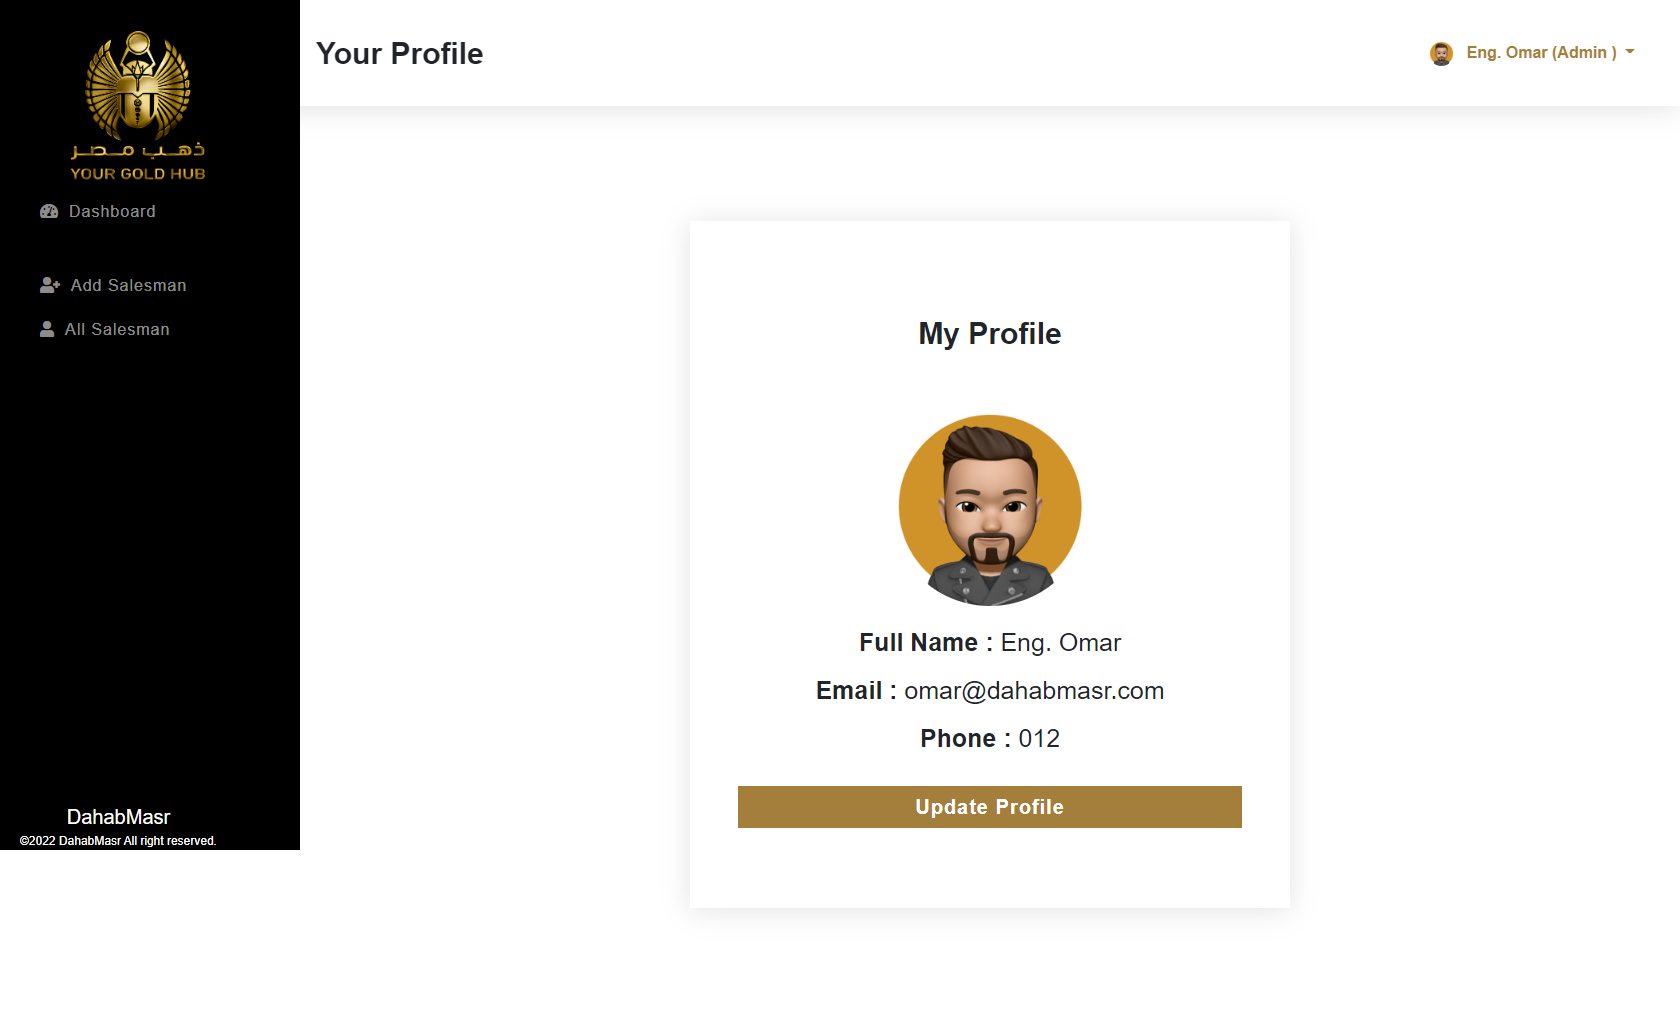 ذهب مصر
YOUR GOLD HUB
Dashboard
Add Salesman
All Salesman
DahabMasr
©2022 DahabMasr All right reserved.
Your Profile
Eng. Omar (Admin )
My Profile
Full Name : Eng. Omar
Email : omar@dahabmasr.com
Phone : 012
Update Profile